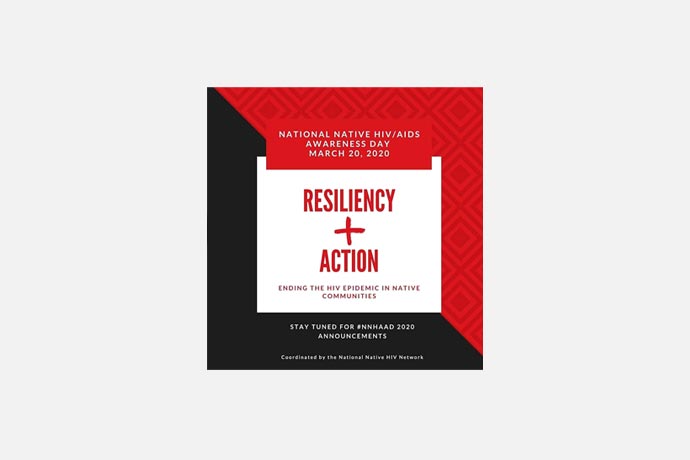 NATIONAL NATIVE HIV/AIDS
AWARENESS DAY
MARCH 20, 2020
RESILIENCY
+
ACTION
ENDING THE HIV EPIDEMIC IN NATIVE
COMMUNITIES
STAY TUNED FOR #NNHAAD 2020
ANNOUNCEMENTS
Coordinated by the National Native HIV Network